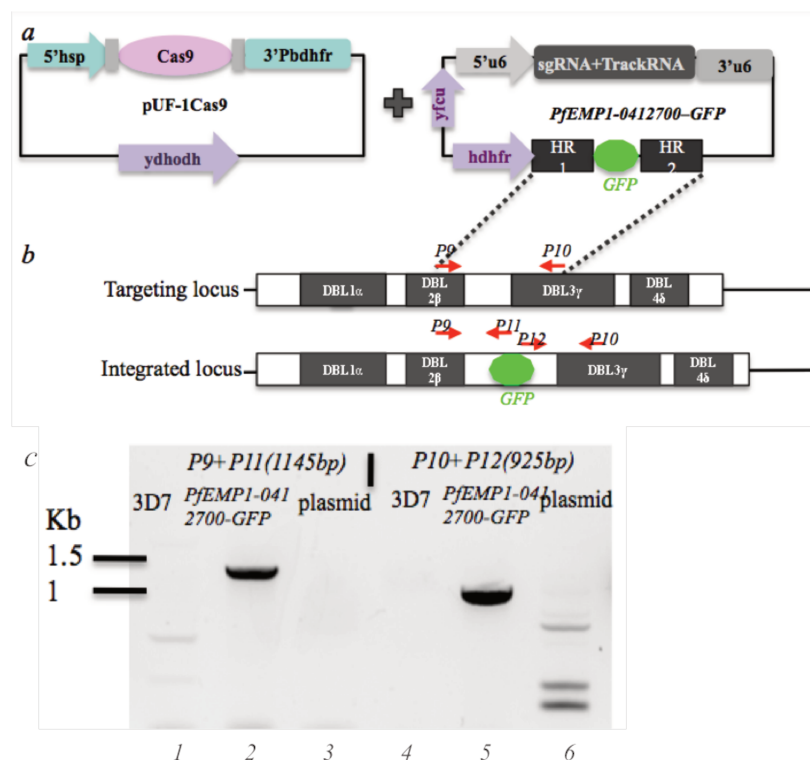 a
5'hsp Cas9 3'Pbdhfr
pUF-1Cas9
ydhodh
5'u6 sgRNA+TrackRNA 3'u6
yfcu
PfEMP1-0412700–GFP
hdhfr HR 1 HR 2
GFP
b
P9 P10
Targeting locus DBL1α DBL 2β DBL3γ DBL 4δ
P9 P11 P12 P10
Integrated locus DBL1α DBL 2β DBL3γ DBL 4δ
GFP
c
P9+P11(1145bp) P10+P12(925bp)
3D7 PfEMP1-041 plasmid 3D7 PfEMP1-041 plasmid
2700-GFP 2700-GFP
Kb
1.5
1
1 2 3 4 5 6